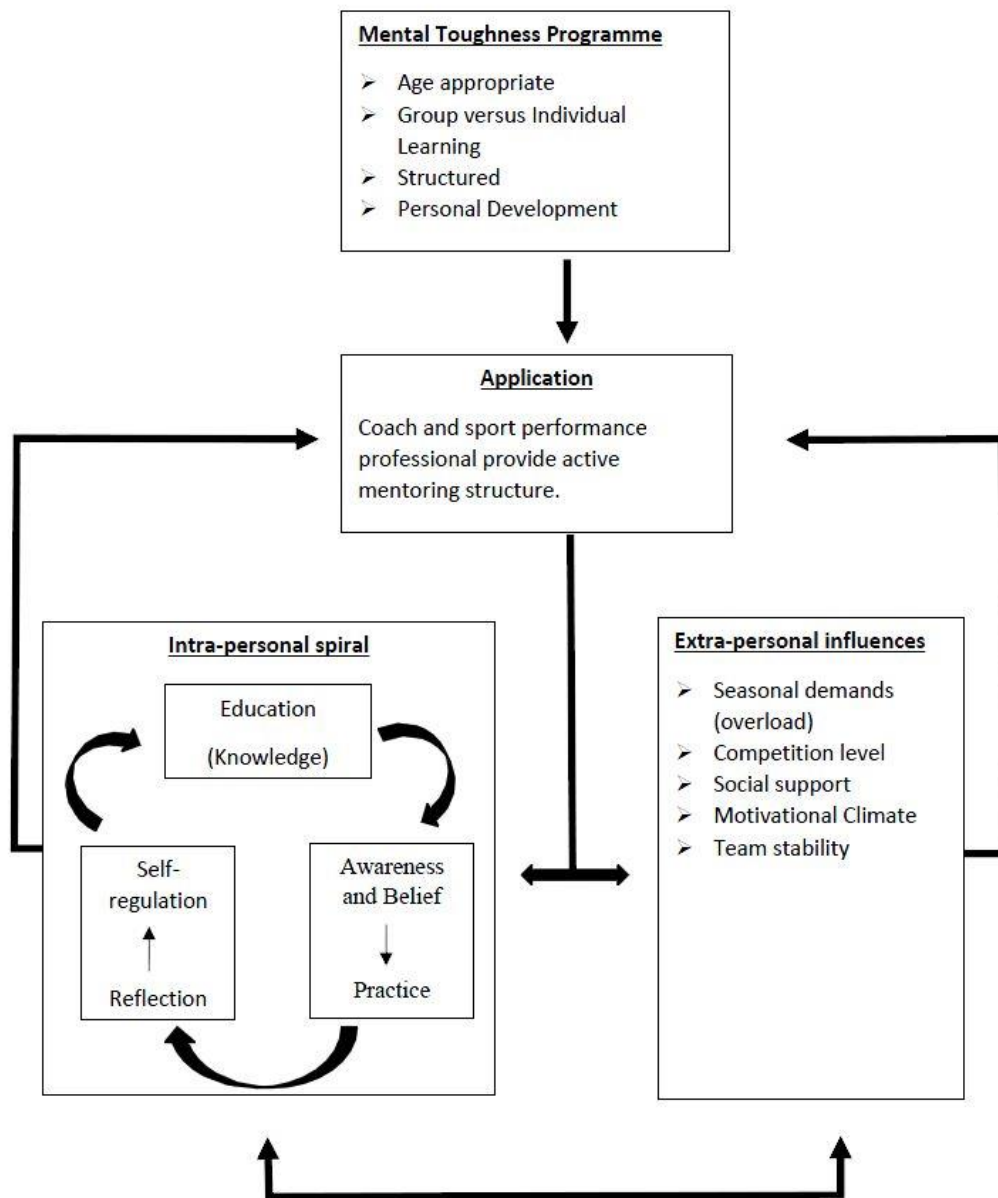 Mental Toughness Programme
➢ Age appropriate
➢ Group versus Individual
Learning
➢ Structured
➢ Personal Development
Application
Coach and sport performance
professional provide active
mentoring structure.
Intra-personal spiral
Education
(Knowledge)
Awareness
and Belief
Practice
Self-
regulation
Reflection
Extra-personal influences
➢ Seasonal demands
(overload)
➢ Competition level
➢ Social support
➢ Motivational Climate
➢ Team stability